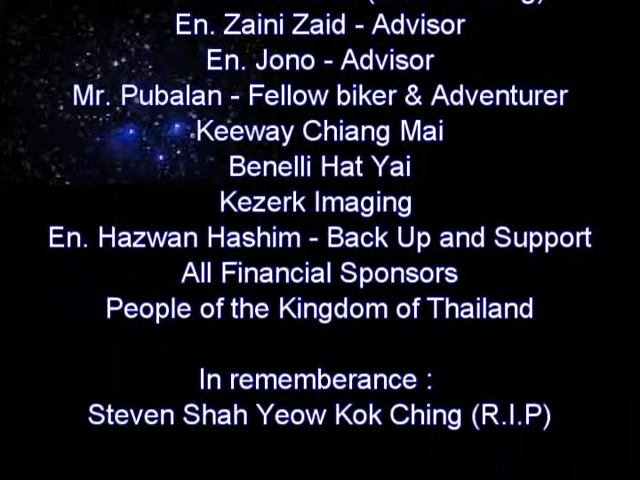 En. Zaini Zaid - Advisor
En. Jono - Advisor
Mr. Pubalan - Fellow biker & Adventurer
Keeway Chiang Mai
Benelli Hat Yai
Kezerk Imaging
En. Hazwan Hashim - Back Up and Support
All Financial Sponsors
People of the Kingdom of Thailand
In rememberance :
Steven Shah Yeow Kok Ching (R.I.P)